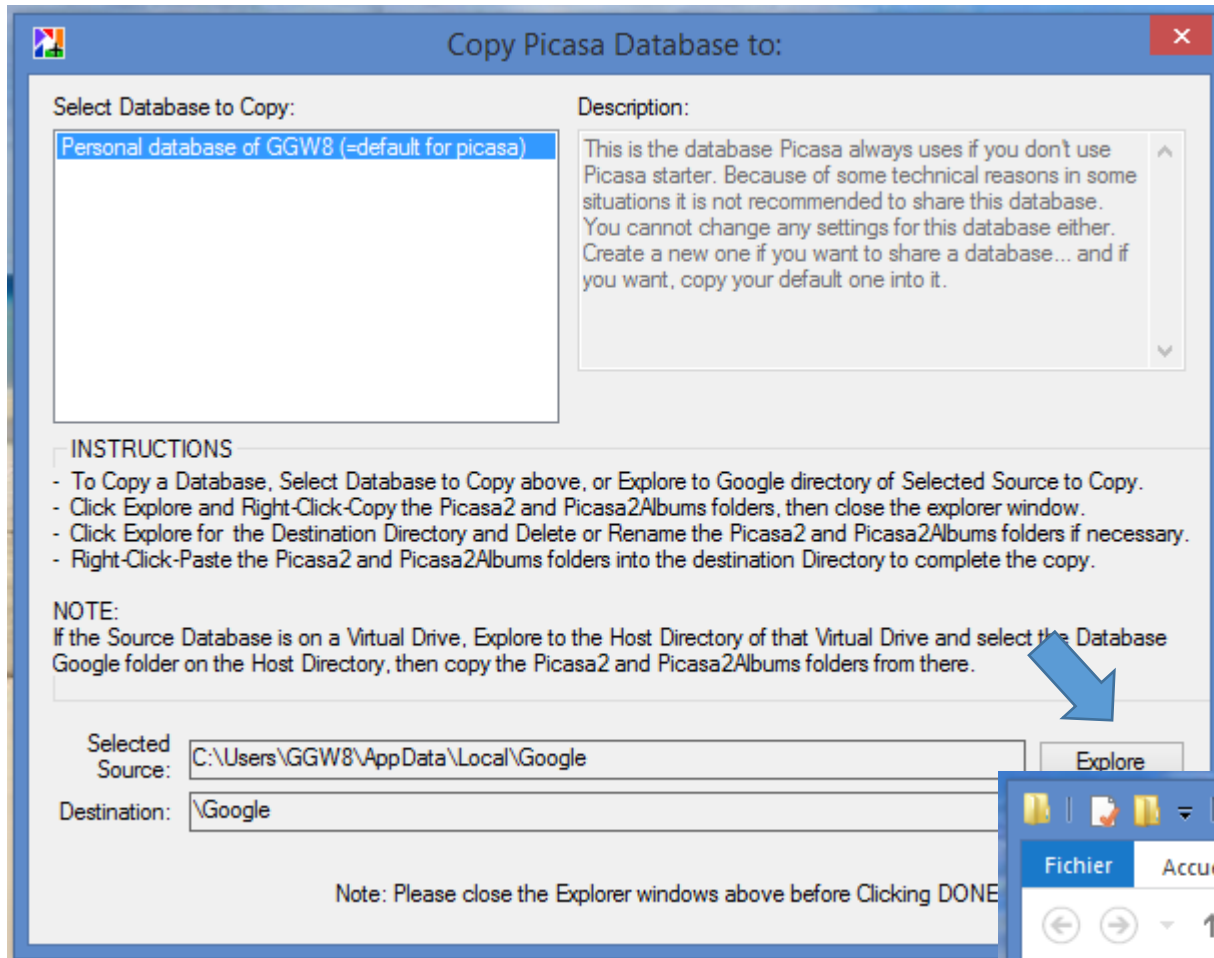 Copy Picasa Database to:
Select Database to Copy:
Description:
Personal database of GGW8 (=default for picasa)
This is the database Picasa always uses if you don't use
Picasa starter. Because of some technical reasons in some
situations it is not recommended to share this database.
You cannot change any settings for this database either.
Create a new one if you want to share a database... and if
you want, copy your default one into it.
INSTRUCTIONS
- To Copy a Database, Select Database to Copy above, or Explore to Google directory of Selected Source to Copy.
- Click Explore and Right-Click-Copy the Picasa2 and Picasa2Albums folders, then close the explorer window.
- Click Explore for the Destination Directory and Delete or Rename the Picasa2 and Picasa2Albums folders if necessary.
- Right-Click-Paste the Picasa2 and Picasa2Albums folders into the destination Directory to complete the copy.
NOTE:
If the Source Database is on a Virtual Drive, Explore to the Host Directory of that Virtual Drive and select the Database
Google folder on the Host Directory, then copy the Picasa2 and Picasa2Albums folders from there.
Selected
Source:
C:\Users\GGW8\AppData\Local\Google
Explore
Destination:
\Google
Fichier
Accu
Note: Please close the Explorer windows above before Clicking DONE